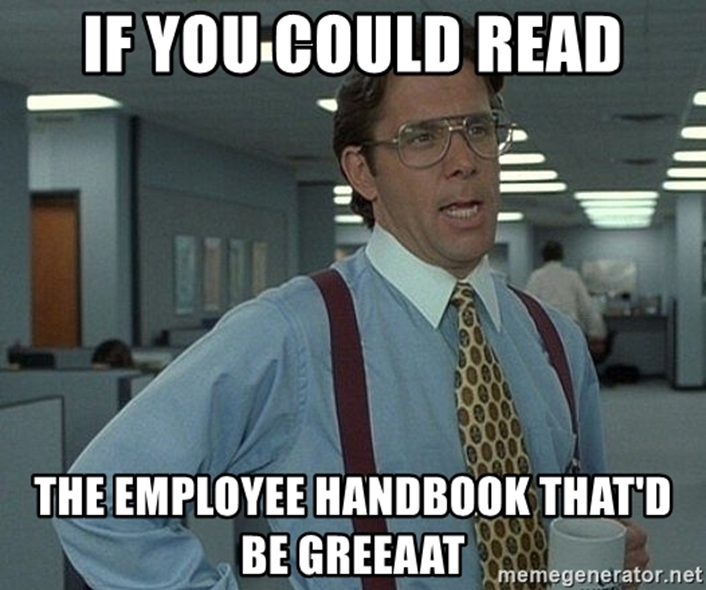 IF YOU COULD READ
THE EMPLOYEE HANDBOOK THAT'D
BE GREEAAT
memegenerator.net